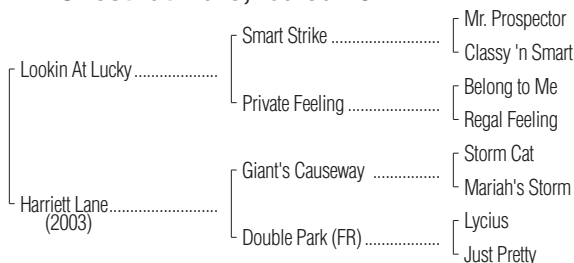 Mr. Prospector
Smart Strike ........................
Classy 'n Smart
Lookin At Lucky ..................
Belong to Me
Private Feeling ....................
Regal Feeling
Storm Cat
Giant's Causeway .................
Mariah's Storm
Harriett Lane.......................
(2003)
Lycius
Double Park (FR) ................
Just Pretty